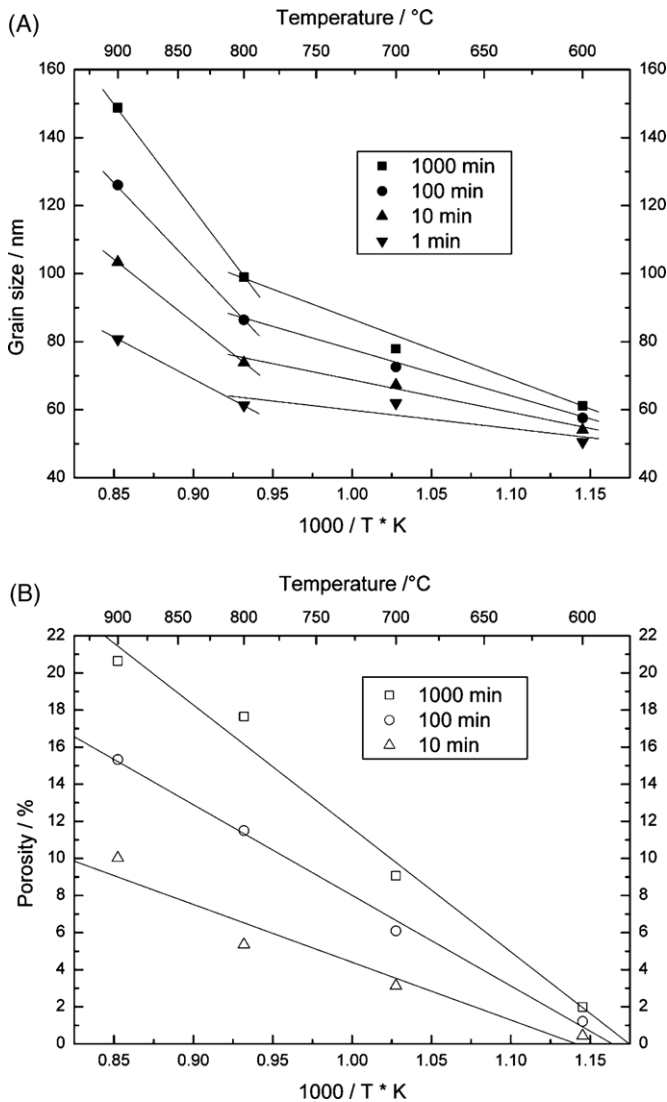 (A)
Temperature / °C
900 850 800 750 700 650 600
160 160
140 140
120 120
100 100
80 80
60 60
40 40
Grain size / nm
1000 min
100 min
10 min
1 min
0.85 0.90 0.95 1.00 1.05 1.10 1.15
1000 / T * K
(B)
Temperature /°C
900 850 800 750 700 650 600
22 22
20 20
18 18
16 16
14 14
12 12
10 10
8 8
6 6
4 4
2 2
0 0
Porosity / %
1000 min
100 min
10 min
0.85 0.90 0.95 1.00 1.05 1.10 1.15
1000 / T * K